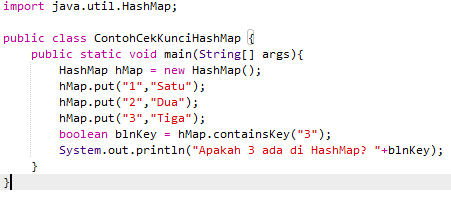 import java.util.HashMap;
public class ContohCekKunciHashMap {
public static void main(String[] args){
HashMap hMap = new HashMap();
hMap.put("1","Satu");
hMap.put("2","Dua");
hMap.put("3","Tiga");
boolean blnKey = hMap.containsKey("3");
System.out.println("Apakah 3 ada di HashMap? "+blnKey);
}
}